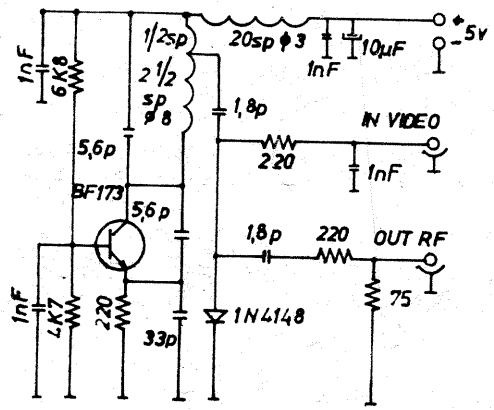 1/2sp
20sp ϕ3
+
5v
-
1nF
10µF
1nF
6K8
2 1/2
sp
ϕ8
1,8p
IN VIDEO
5,6p
220
1nF
BF173
5,6p
1,8p
220
OUT RF
1nF
4K7
220
33p
1N4148
75